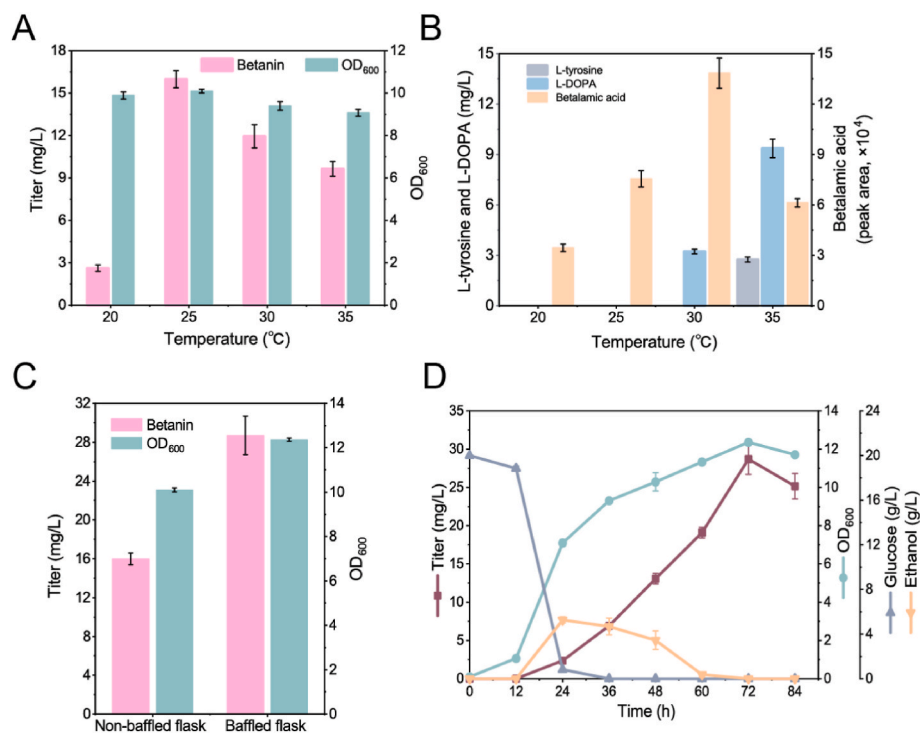 A
Betanin OD₆₀₀
Titer (mg/L)
18
15
12
9
6
3
0
20 25 30 35
Temperature (°C)
12
10
8
6
4
2
0
OD₆₀₀
B
L-tyrosine
L-DOPA
Betalamic acid
L-tyrosine and L-DOPA (mg/L)
15
12
9
6
3
0
20 25 30 35
Temperature (°C)
15
12
9
6
3
0
Betalamic acid
(peak area, ×10⁴)
C
Betanin
OD₆₀₀
Titer (mg/L)
32
28
24
20
16
12
8
4
0
Non-baffled flask Baffled flask
14
12
10
8
6
4
2
0
OD₆₀₀
D
Titer (mg/L)
35
30
25
20
15
10
5
0
0 12 24 36 48 60 72 84
Time (h)
12
10
8
6
4
2
0
OD₆₀₀
24
20
16
12
8
4
0
Glucose (g/L)
Ethanol (g/L)